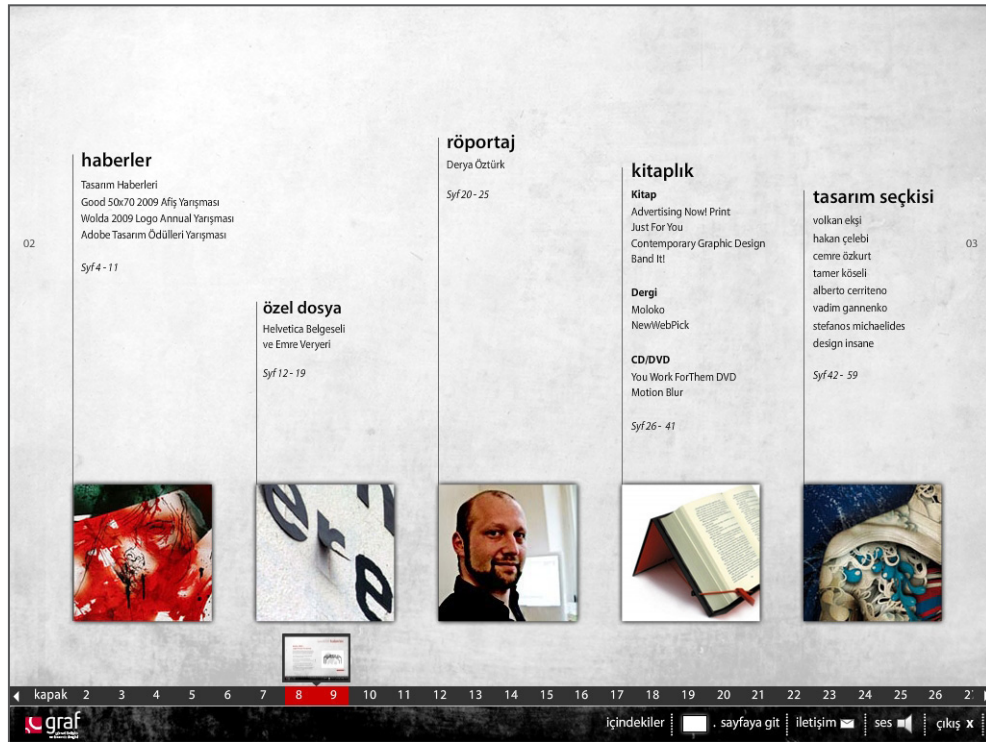 haberler
Tasarım Haberleri
Good 50x70 2009 Afiş Yarışması
Wolda 2009 Logo Annual Yarışması
Adobe Tasarım Ödülleri Yarışması
Syf 4 - 11
02
özel dosya
Helvetica Belgeseli
ve Emre Veryeri
Syf 12 - 19
röportaj
Derya Öztürk
Syf 20 - 25
kitaplık
Kitap
Advertising Now! Print
Just For You
Contemporary Graphic Design
Band It!
Dergi
Moloko
NewWebPick
CD/DVD
You Work ForThem DVD
Motion Blur
Syf 26 - 41
tasarım seçkisi
volkan ekşi
hakan çelebi
cemre özkurt
tamer köseli
alberto cerriteno
vadim gannenko
stefanos michaelides
design insane
Syf 42 - 59
03
kapak 2 3 4 5 6 7 8 9 10 11 12 13 14 15 16 17 18 19 20 21 22 23 24 25 26
graf
içindekiler . sayfaya git iletişim ses çıkış x